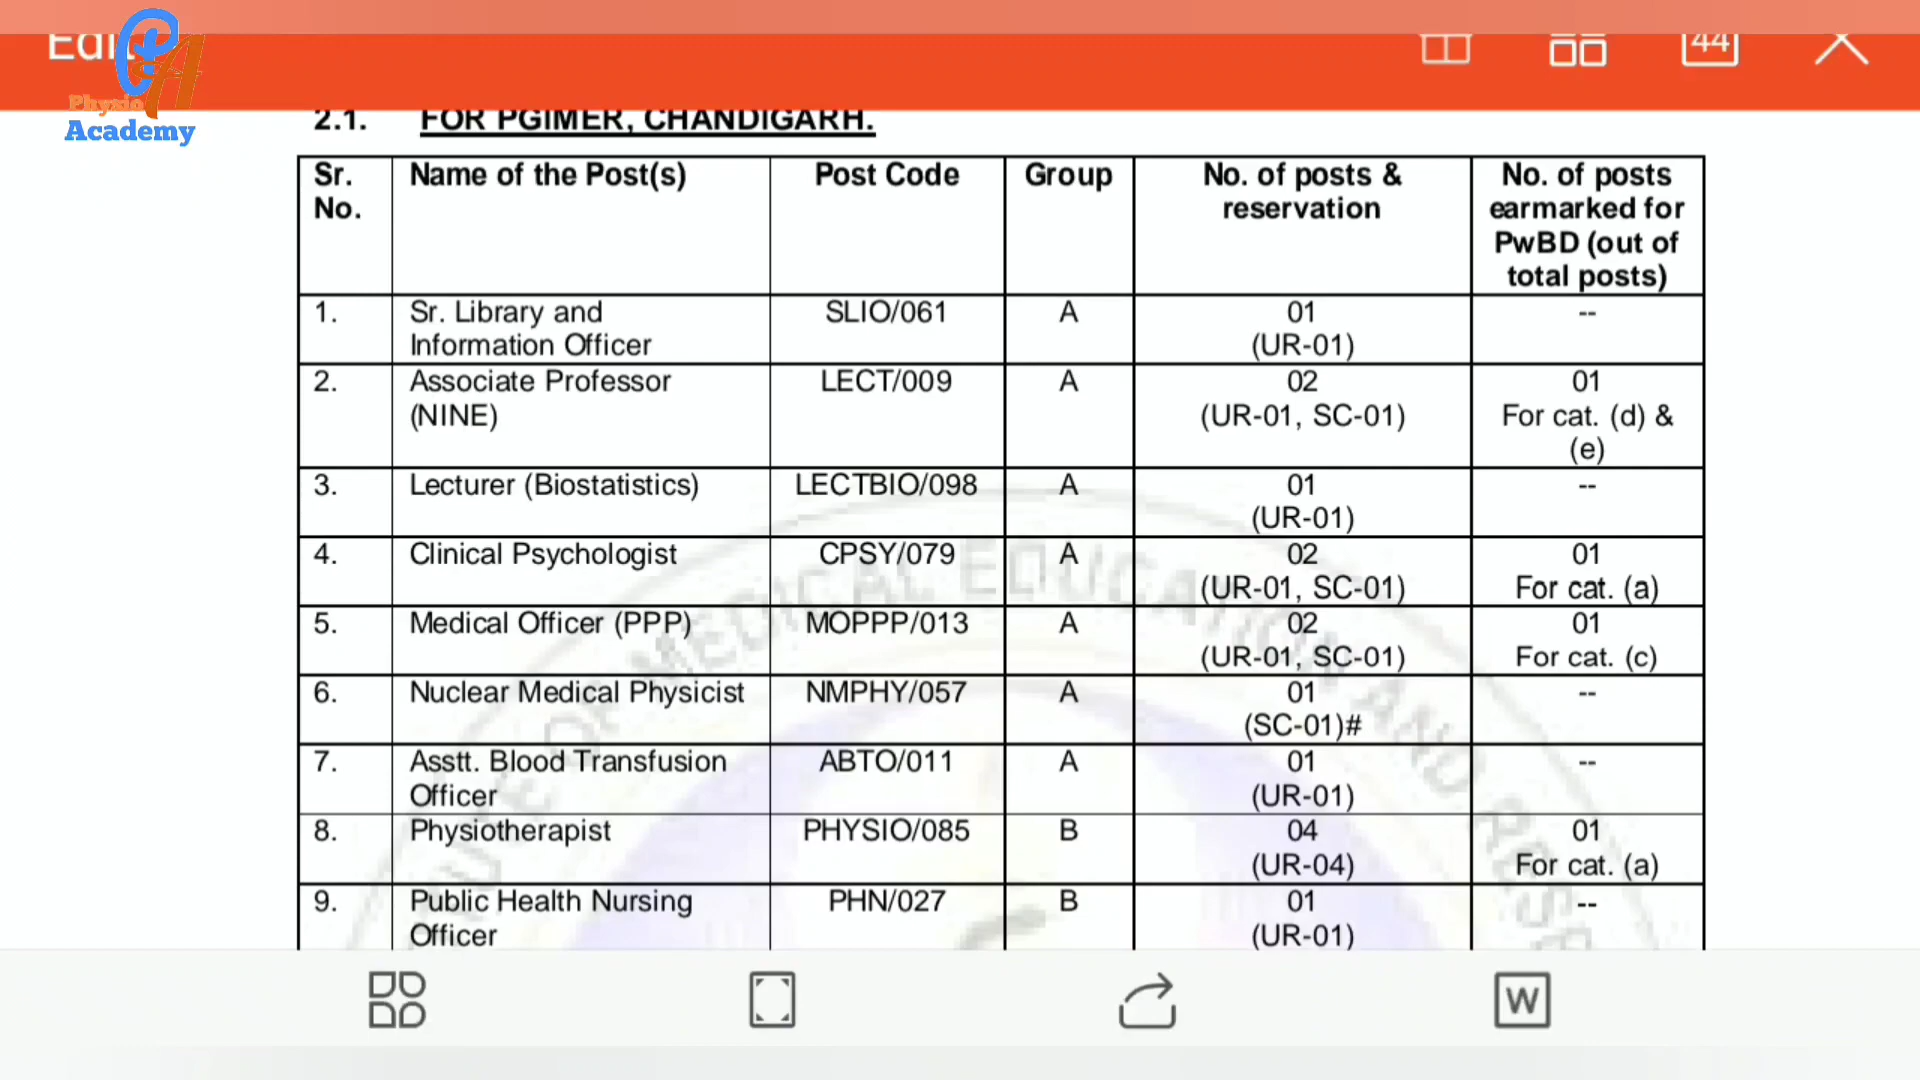 Edit
44
Physio
Academy
2.1. FOR PGIMER, CHANDIGARH.
Sr. No. Name of the Post(s) Post Code Group No. of posts & reservation No. of posts earmarked for PwBD (out of total posts)
1. Sr. Library and Information Officer SLIO/061 A 01 (UR-01) --
2. Associate Professor (NINE) LECT/009 A 02 (UR-01, SC-01) 01 For cat. (d) & (e)
3. Lecturer (Biostatistics) LECTBIO/098 A 01 (UR-01) --
4. Clinical Psychologist CPSY/079 A 02 (UR-01, SC-01) 01 For cat. (a)
5. Medical Officer (PPP) MOPPP/013 A 02 (UR-01, SC-01) 01 For cat. (c)
6. Nuclear Medical Physicist NMPHY/057 A 01 (SC-01)# --
7. Asstt. Blood Transfusion Officer ABTO/011 A 01 (UR-01) --
8. Physiotherapist PHYSIO/085 B 04 (UR-04) 01 For cat. (a)
9. Public Health Nursing Officer PHN/027 B 01 (UR-01) --
OF MEDICAL EDUCATION AND
W